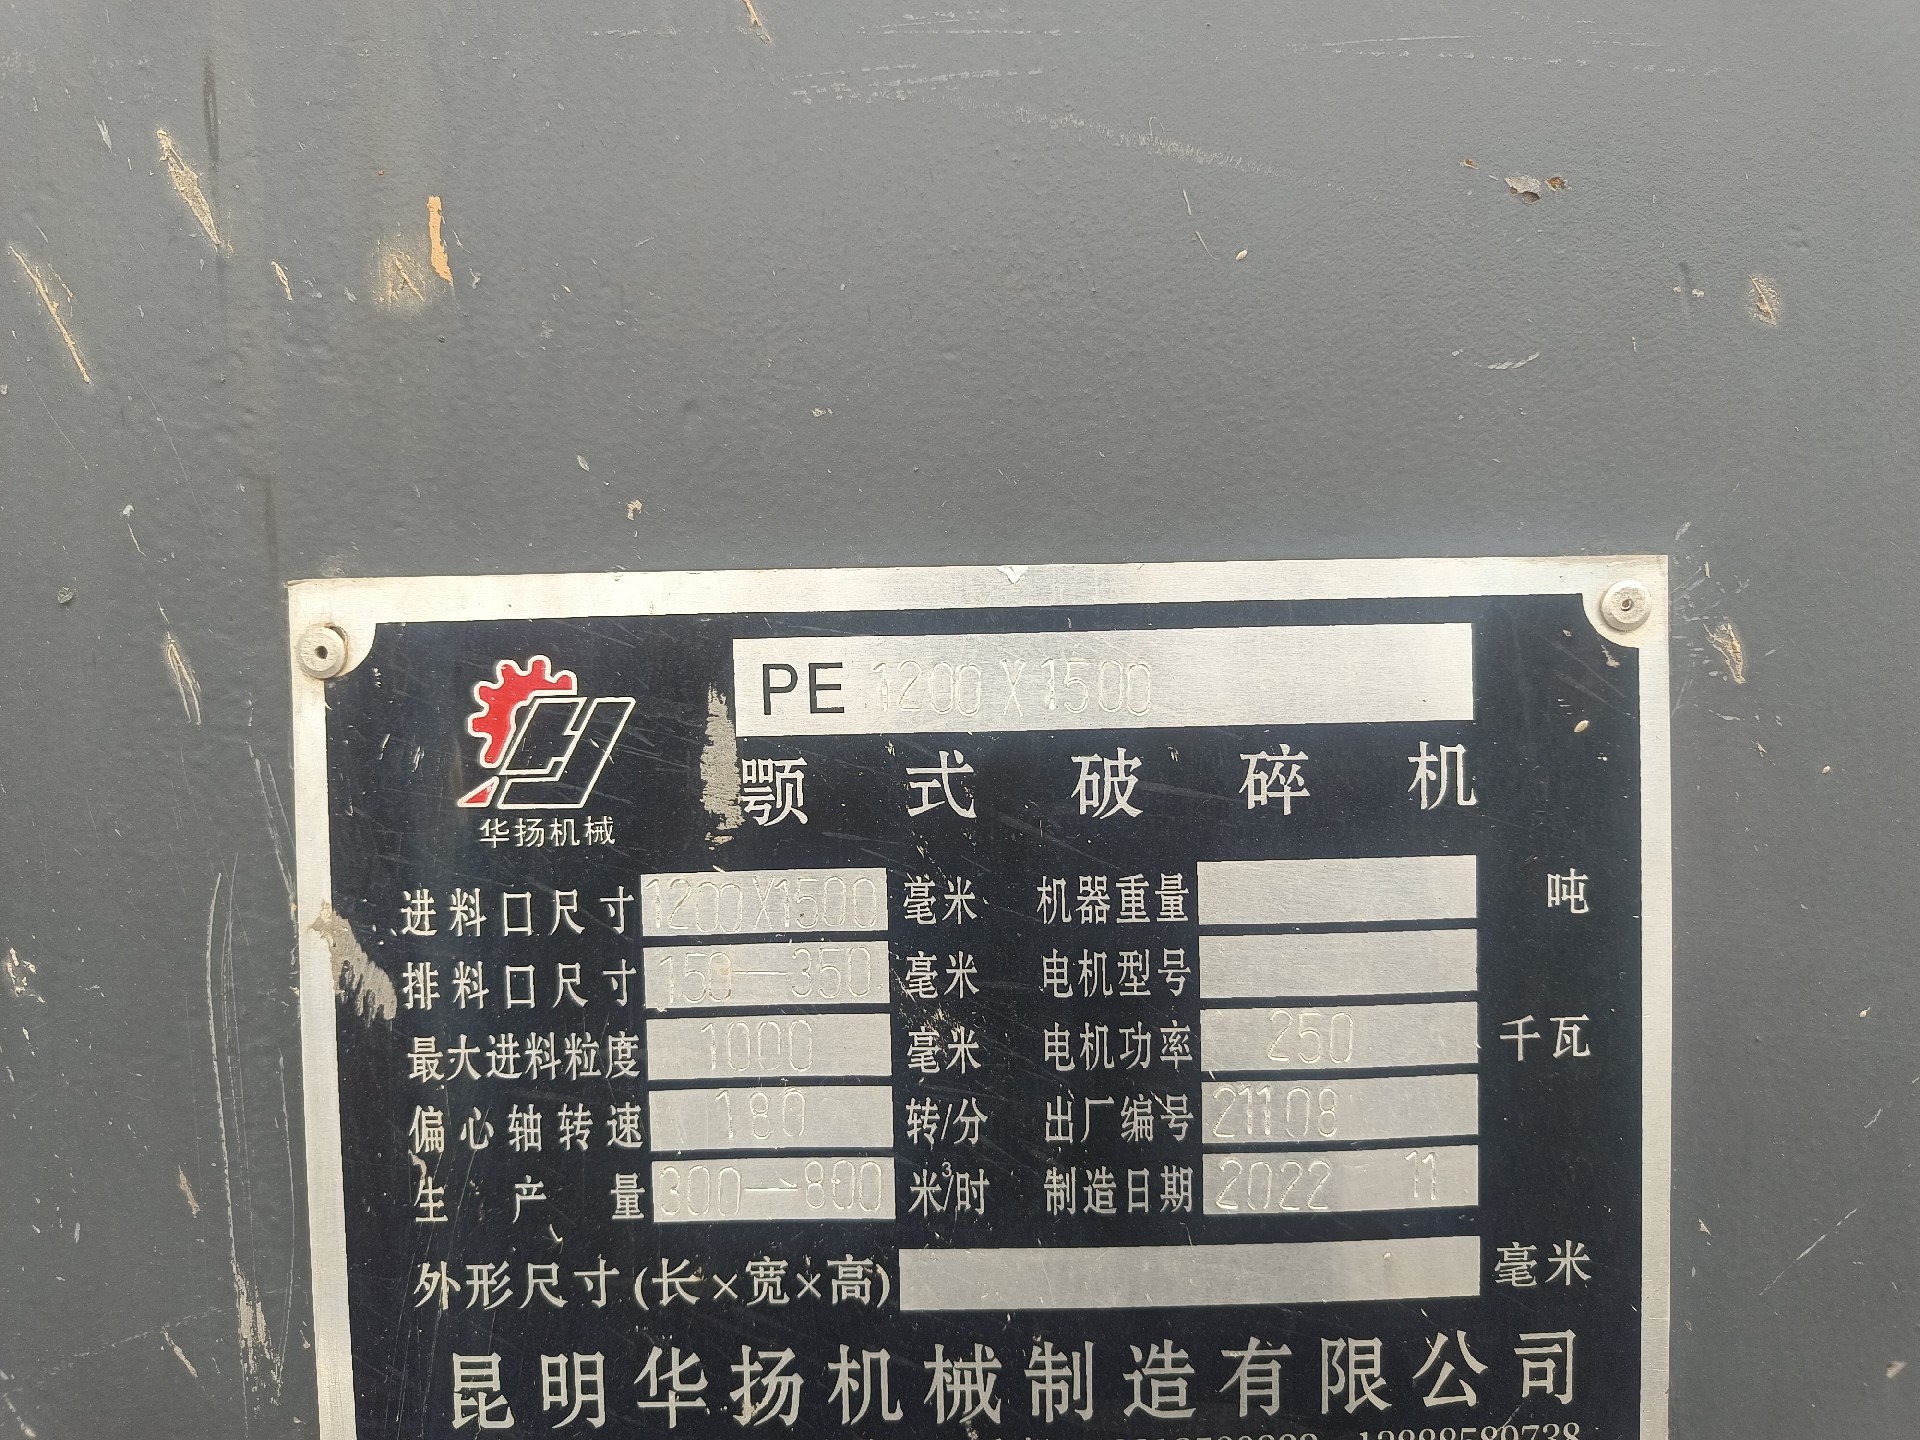 PE 1200X1500
颚式破碎机
华扬机械
进料口尺寸 1200X1500 毫米 机器重量 吨
排料口尺寸 150—350 毫米 电机型号
最大进料粒度 1000 毫米 电机功率 250 千瓦
偏心轴转速 180 转/分 出厂编号 21108
生产量 300—800 米³/时 制造日期 2022 11
外形尺寸(长×宽×高) 毫米
昆明华扬机械制造有限公司